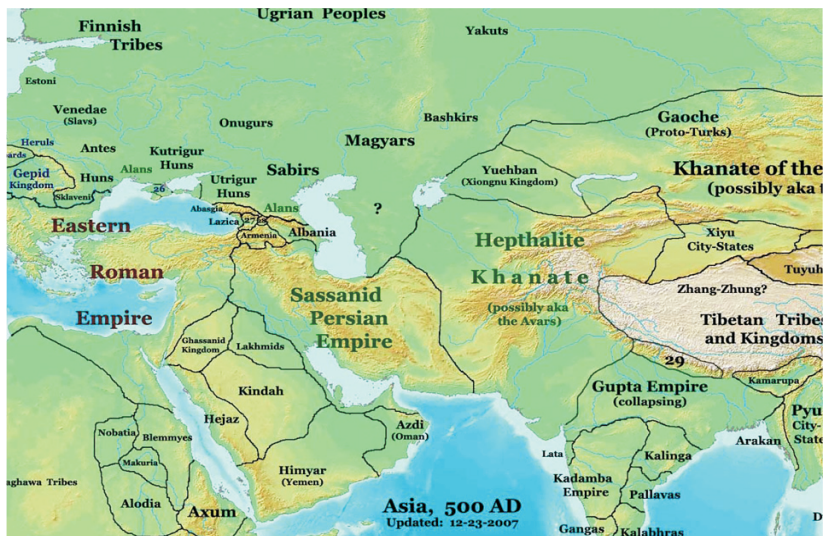 Ugrian Peoples
Finnish
Tribes
Yakuts
Estoni
Venedae
(Slavs)
Onugurs
Bashkirs
Gaoche
(Proto-Turks)
Magyars
Heruls
Antes
Kutrigur
Huns
Alans
Gepid
Kingdom
Huns
26
Utrigur
Huns
Sabirs
Yuehban
(Xiongnu Kingdom)
Khanate of the
(possibly aka
Sklaveni
Abasgia
Alans
?
Lazica
Albania
Armenia
Eastern
Roman
Empire
Hepthalite
Khanate
(possibly aka
the Avars)
Xiyu
City-States
Tuyuh
Zhang-Zhung?
Tibetan Tribes
and Kingdoms
Sassanid
Persian
Empire
Ghassanid
Kingdom
Lakhmids
29
Kamarupa
Gupta Empire
(collapsing)
Kindah
Hejaz
Azdi
(Oman)
Pyu
City-
State
Arakan
Nobatia
Blemmyes
Makuria
Lata
Kalinga
Himyar
(Yemen)
Kadamba
Empire
Pallavas
aghawa Tribes
Alodia
Axum
Asia, 500 AD
Updated: 12-23-2007
Gangas
Kalabhras
D